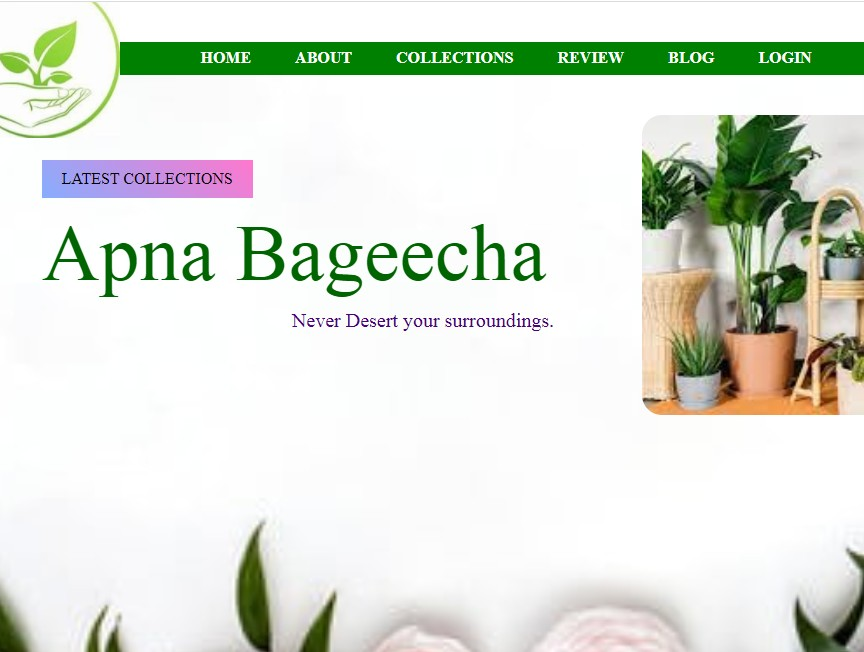 HOME ABOUT COLLECTIONS REVIEW BLOG LOGIN
LATEST COLLECTIONS
Apna Bageecha
Never Desert your surroundings.